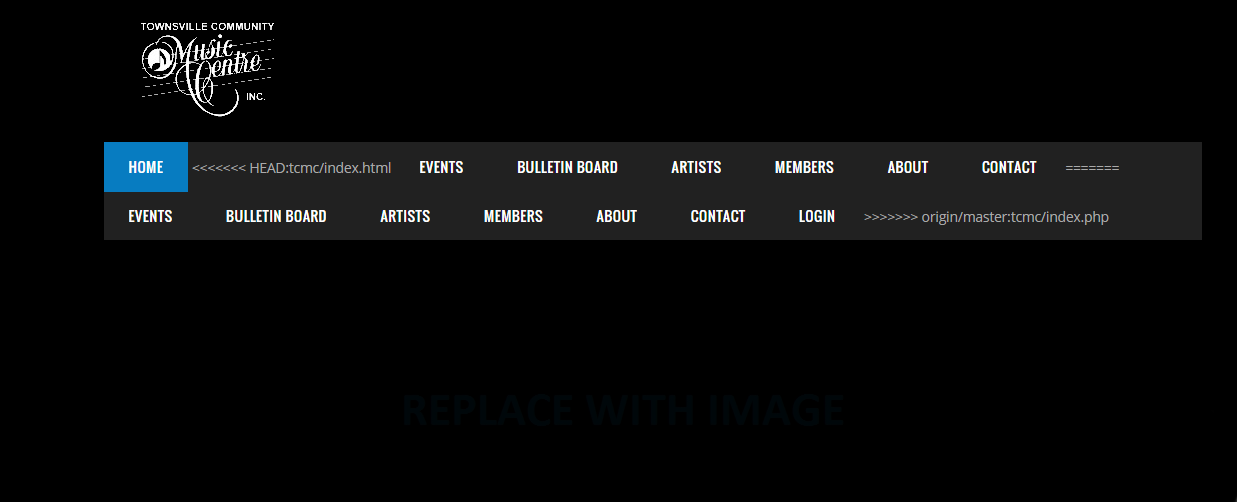 TOWNSVILLE COMMUNITY
Music
Centre
INC.
HOME <<<<<<< HEAD:tcmc/index.html EVENTS BULLETIN BOARD ARTISTS MEMBERS ABOUT CONTACT =======
EVENTS BULLETIN BOARD ARTISTS MEMBERS ABOUT CONTACT LOGIN >>>>>>> origin/master:tcmc/index.php
REPLACE WITH IMAGE